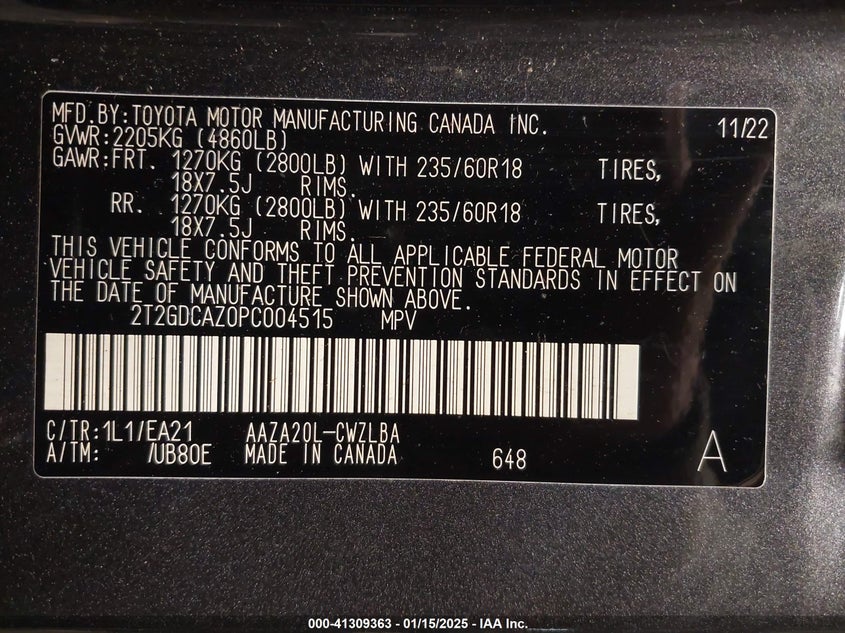 MFD.BY:TOYOTA MOTOR MANUFACTURING CANADA INC. 11/22
GVWR:2205KG (4860LB)
GAWR:FRT. 1270KG (2800LB) WITH 235/60R18 TIRES,
18X7.5J RIMS.
RR. 1270KG (2800LB) WITH 235/60R18 TIRES,
18X7.5J RIMS.
THIS VEHICLE CONFORMS TO ALL APPLICABLE FEDERAL MOTOR
VEHICLE SAFETY AND THEFT PREVENTION STANDARDS IN EFFECT ON
THE DATE OF MANUFACTURE SHOWN ABOVE.
2T2GDCAZ0PC004515 MPV
C/TR:1L1/EA21 AAZA20L-CWZLBA
A/TM: /UB80E MADE IN CANADA 648 A
000-41309363 - 01/15/2025 - IAA Inc.